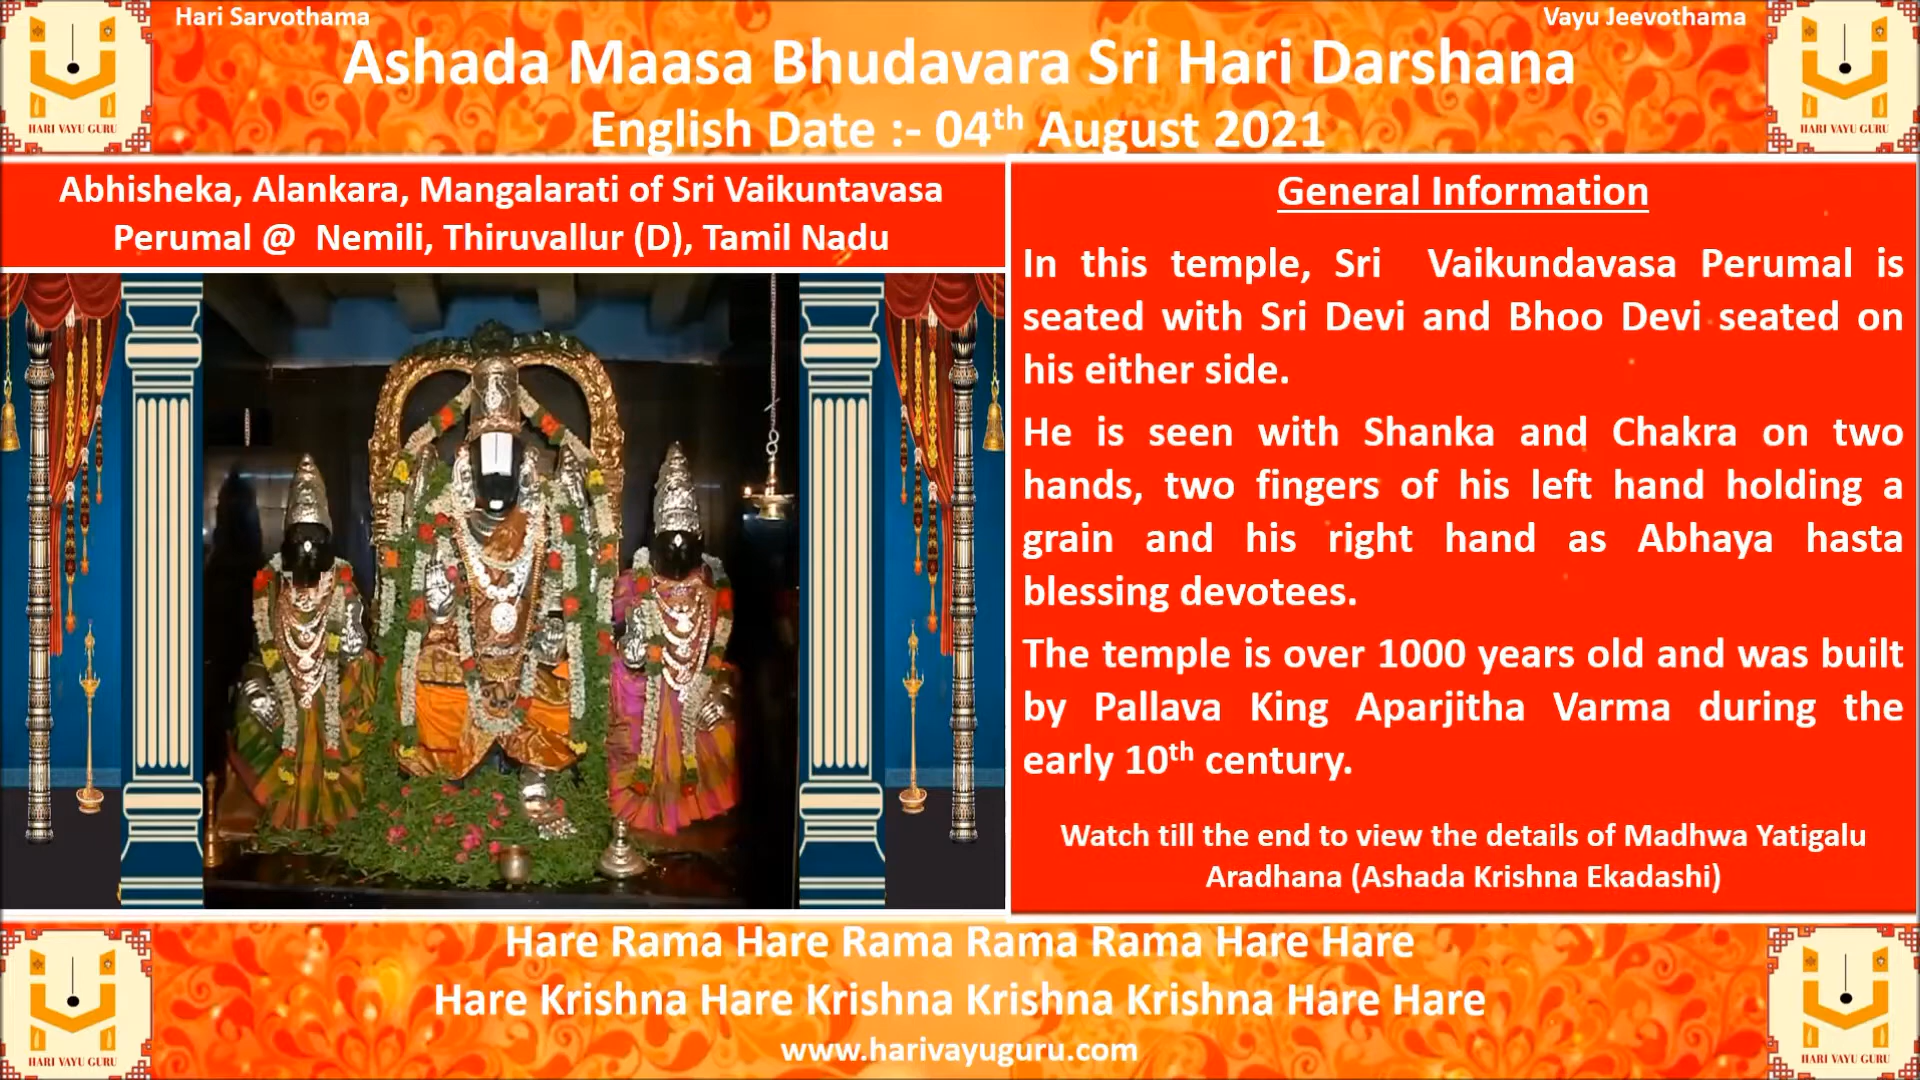 Hari Sarvothama
Vayu Jeevothama
Ashada Maasa Bhudavara Sri Hari Darshana
English Date :- 04th August 2021
HARI VAYU GURU
HARI VAYU GURU
Abhisheka, Alankara, Mangalarati of Sri Vaikuntavasa
Perumal @ Nemili, Thiruvallur (D), Tamil Nadu
General Information
In this temple, Sri Vaikundavasa Perumal is
seated with Sri Devi and Bhoo Devi seated on
his either side.
He is seen with Shanka and Chakra on two
hands, two fingers of his left hand holding a
grain and his right hand as Abhaya hasta
blessing devotees.
The temple is over 1000 years old and was built
by Pallava King Aparjitha Varma during the
early 10th century.
Watch till the end to view the details of Madhwa Yatigalu
Aradhana (Ashada Krishna Ekadashi)
Hare Rama Hare Rama Rama Rama Hare Hare
Hare Krishna Hare Krishna Krishna Krishna Hare Hare
www.harivayuguru.com
HARI VAYU GURU
HARI VAYU GURU